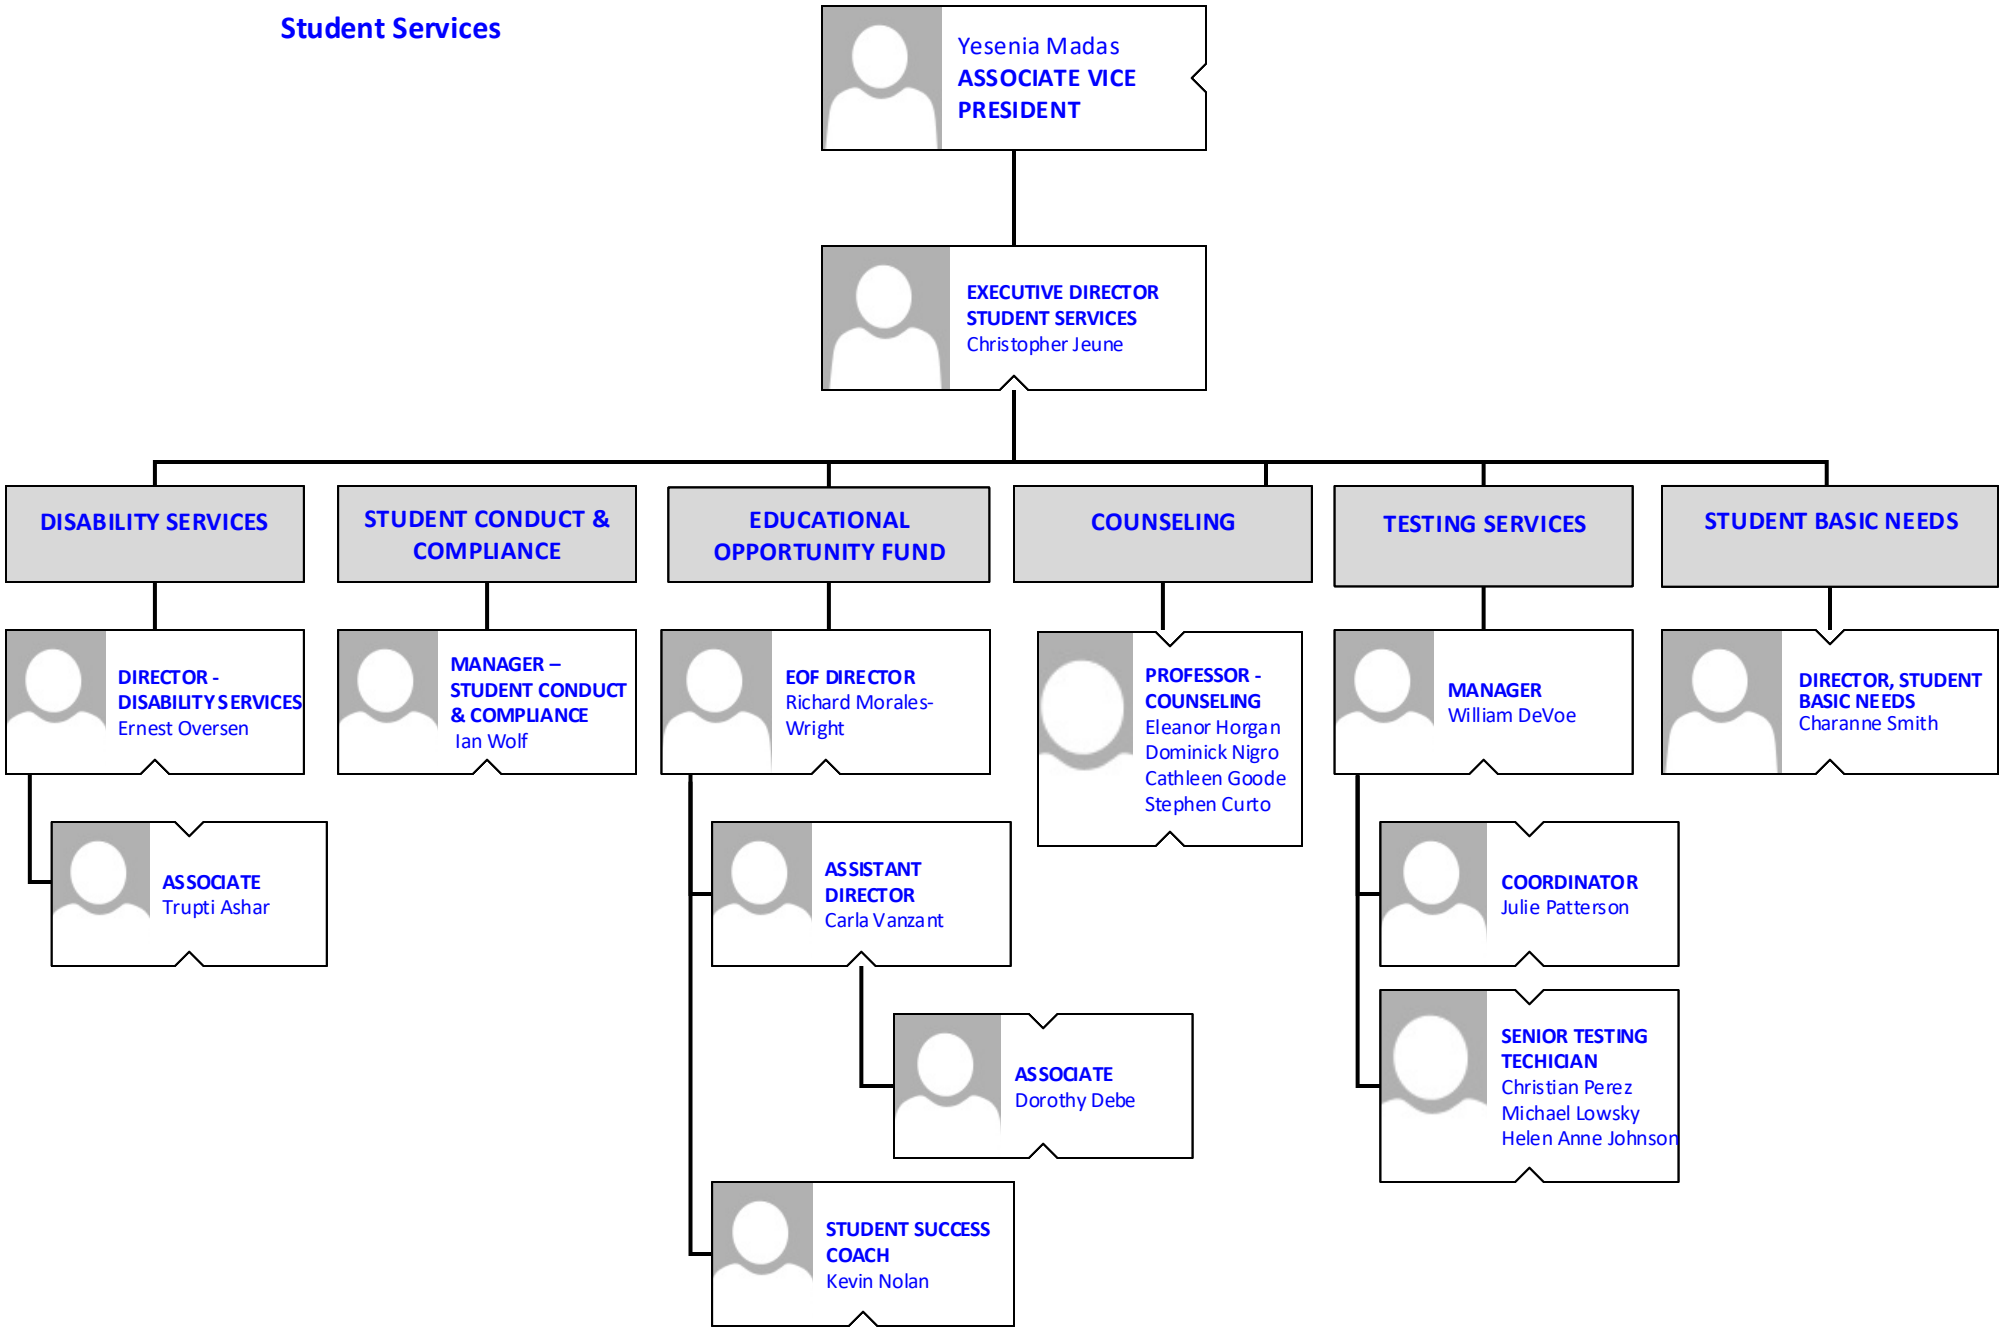 Student Services
Yesenia Madas
ASSOCIATE VICE
PRESIDENT
EXECUTIVE DIRECTOR
STUDENT SERVICES
Christopher Jeune
DISABILITY SERVICES
STUDENT CONDUCT &
COMPLIANCE
EDUCATIONAL
OPPORTUNITY FUND
COUNSELING
TESTING SERVICES
STUDENT BASIC NEEDS
DIRECTOR -
DISABILITY SERVICES
Ernest Oversen
MANAGER –
STUDENT CONDUCT
& COMPLIANCE
Ian Wolf
EOF DIRECTOR
Richard Morales-
Wright
PROFESSOR -
COUNSELING
Eleanor Horgan
Dominick Nigro
Cathleen Goode
Stephen Curto
MANAGER
William DeVoe
DIRECTOR, STUDENT
BASIC NEEDS
Charanne Smith
ASSOCIATE
Trupti Ashar
ASSISTANT
DIRECTOR
Carla Vanzant
COORDINATOR
Julie Patterson
ASSOCIATE
Dorothy Debe
SENIOR TESTING
TECHICIAN
Christian Perez
Michael Lowsky
Helen Anne Johnson
STUDENT SUCCESS
COACH
Kevin Nolan